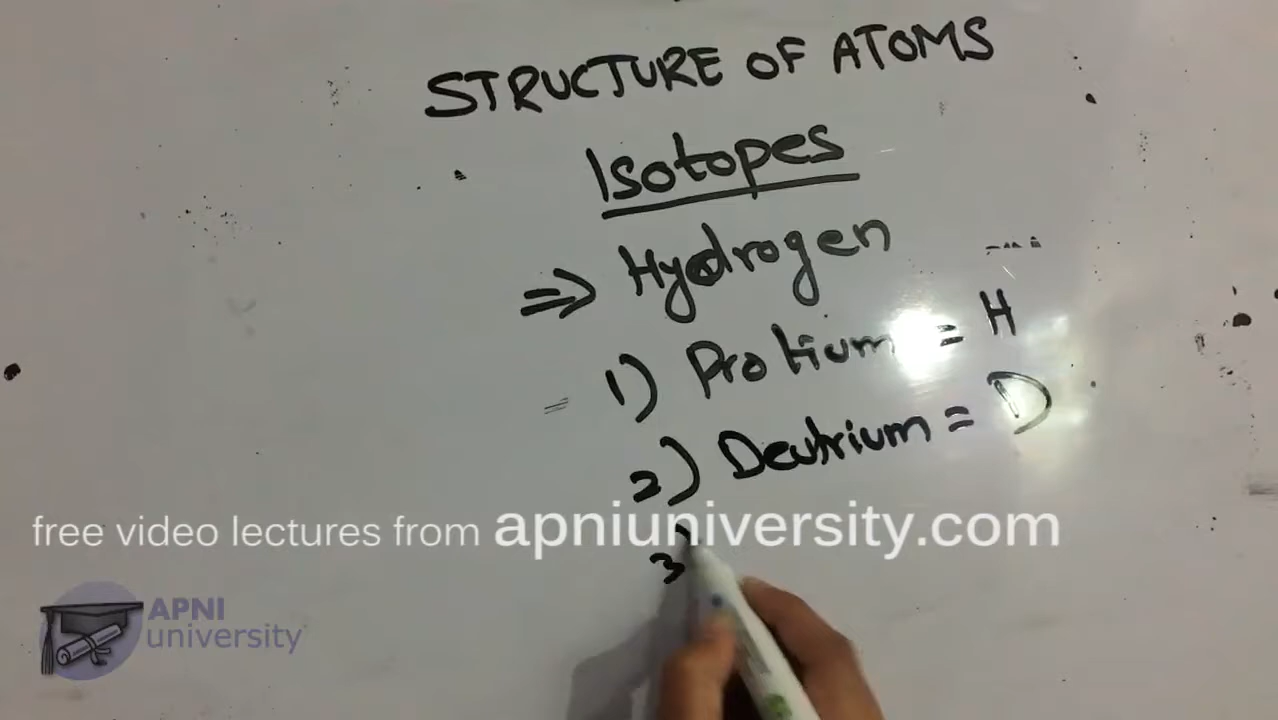 STRUCTURE OF ATOMS
Isotopes
⇒ Hydrogen
1) Protium = H
2) Deutrium = D
free video lectures from apniuniversity.com
3)
APNI
university